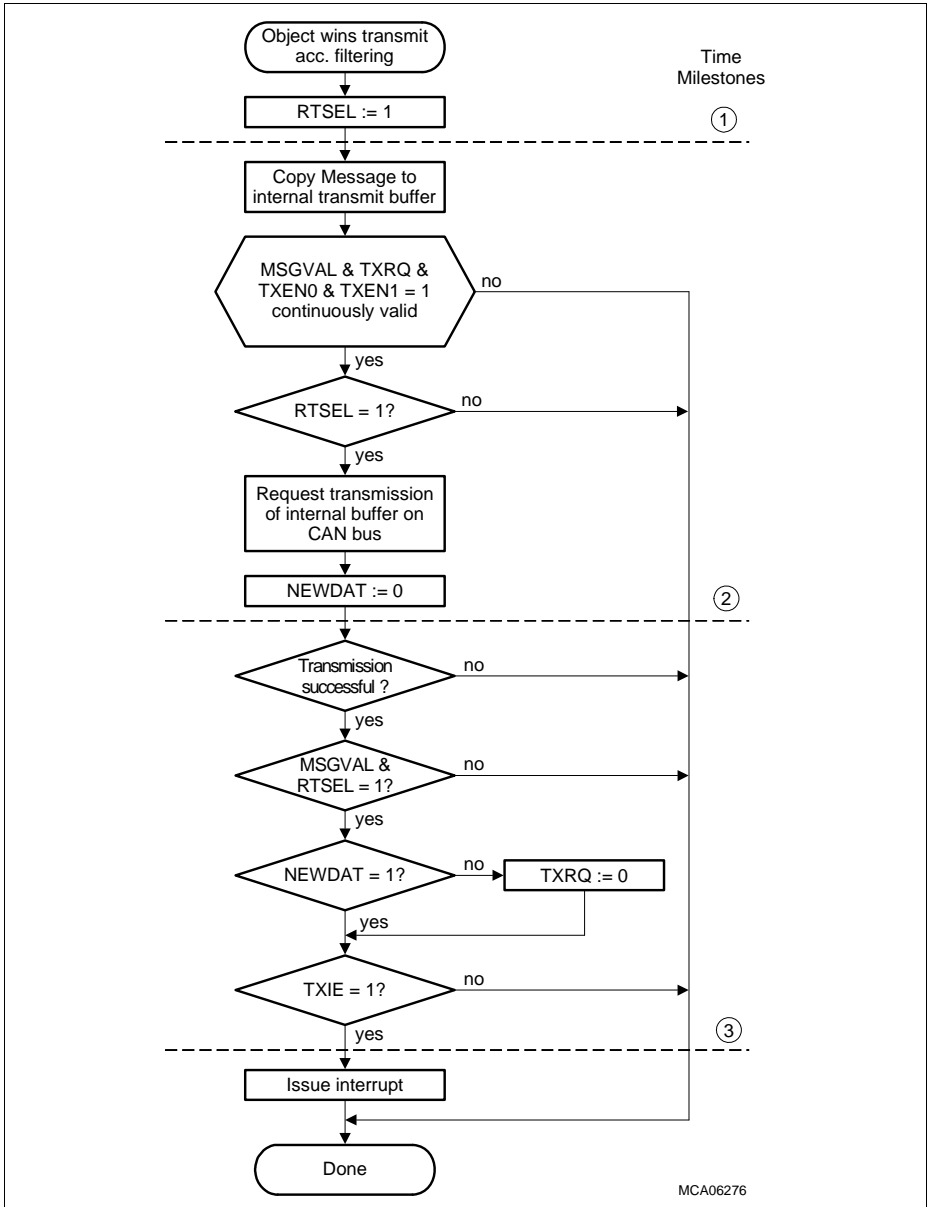 Object wins transmit
acc. filtering
Time
Milestones
RTSEL := 1
1
Copy Message to
internal transmit buffer
MSGVAL & TXRQ &
TXEN0 & TXEN1 = 1
continuously valid
no
yes
RTSEL = 1?
no
yes
Request transmission
of internal buffer on
CAN bus
NEWDAT := 0
2
Transmission
successful ?
no
yes
MSGVAL &
RTSEL = 1?
no
yes
NEWDAT = 1?
no
TXRQ := 0
yes
TXIE = 1?
no
yes
3
Issue interrupt
Done
MCA06276